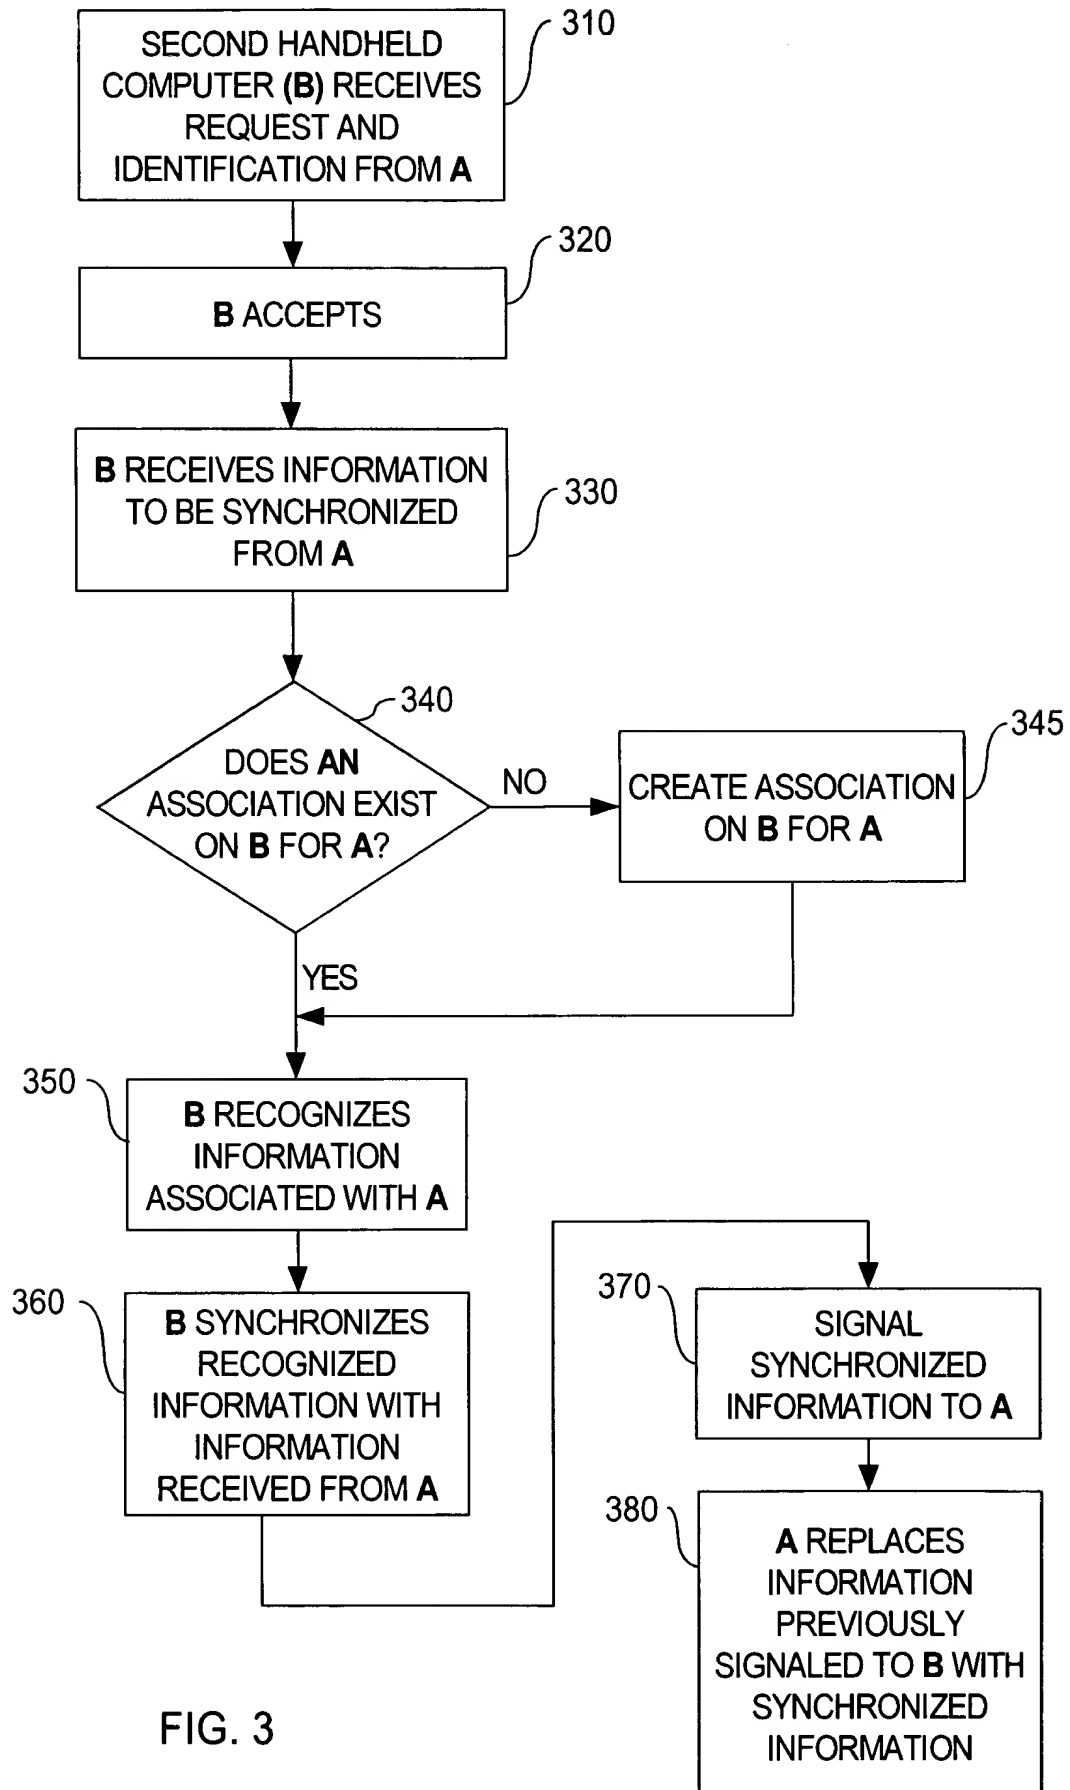 310
SECOND HANDHELD
COMPUTER (B) RECEIVES
REQUEST AND
IDENTIFICATION FROM A
320
B ACCEPTS
B RECEIVES INFORMATION
TO BE SYNCHRONIZED
FROM A
330
340
DOES AN
ASSOCIATION EXIST
ON B FOR A?
NO
345
CREATE ASSOCIATION
ON B FOR A
YES
350
B RECOGNIZES
INFORMATION
ASSOCIATED WITH A
360
B SYNCHRONIZES
RECOGNIZED
INFORMATION WITH
INFORMATION
RECEIVED FROM A
370
SIGNAL
SYNCHRONIZED
INFORMATION TO A
380
A REPLACES
INFORMATION
PREVIOUSLY
SIGNALED TO B WITH
SYNCHRONIZED
INFORMATION
FIG. 3